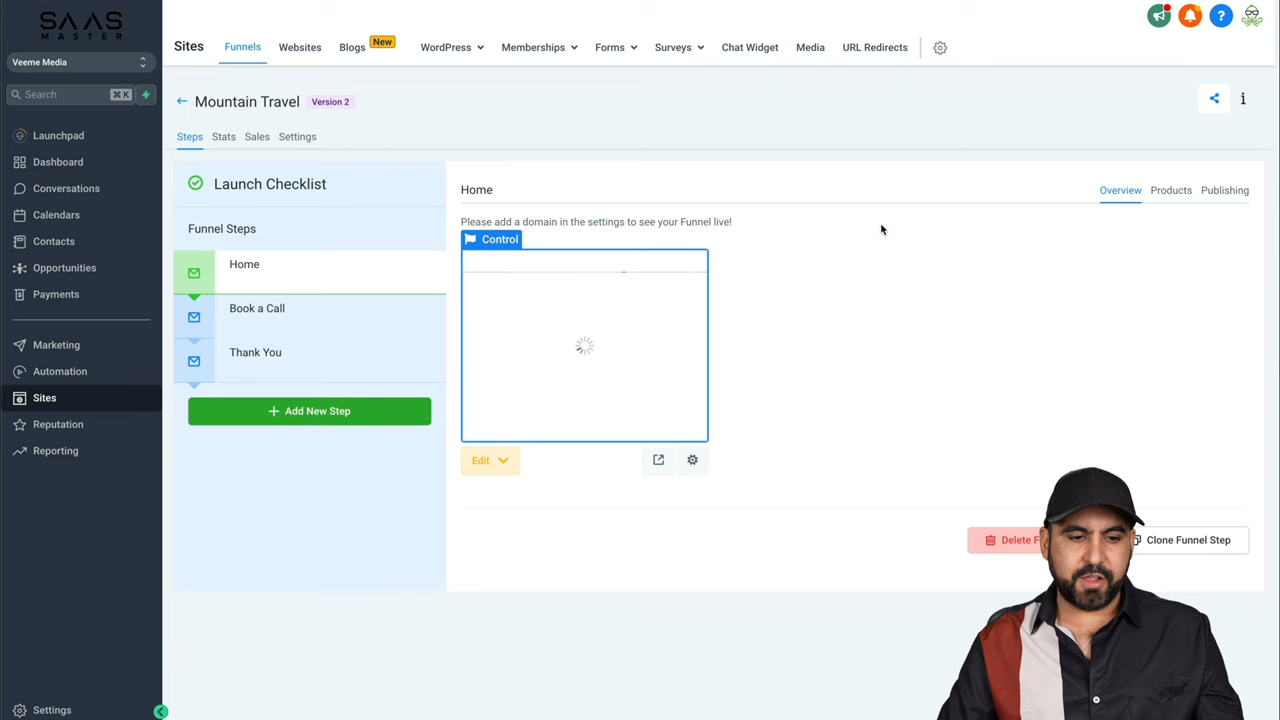 SAAS
MASTER
Veeme Media
Search ⌘ K
Launchpad
Dashboard
Conversations
Calendars
Contacts
Opportunities
Payments
Marketing
Automation
Sites
Reputation
Reporting
Settings
Sites Funnels Websites Blogs New WordPress Memberships Forms Surveys Chat Widget Media URL Redirects
Mountain Travel Version 2
Steps Stats Sales Settings
Launch Checklist
Funnel Steps
Home
Book a Call
Thank You
+ Add New Step
Home
Overview Products Publishing
Please add a domain in the settings to see your Funnel live!
Control
Edit
Delete F
Clone Funnel Step